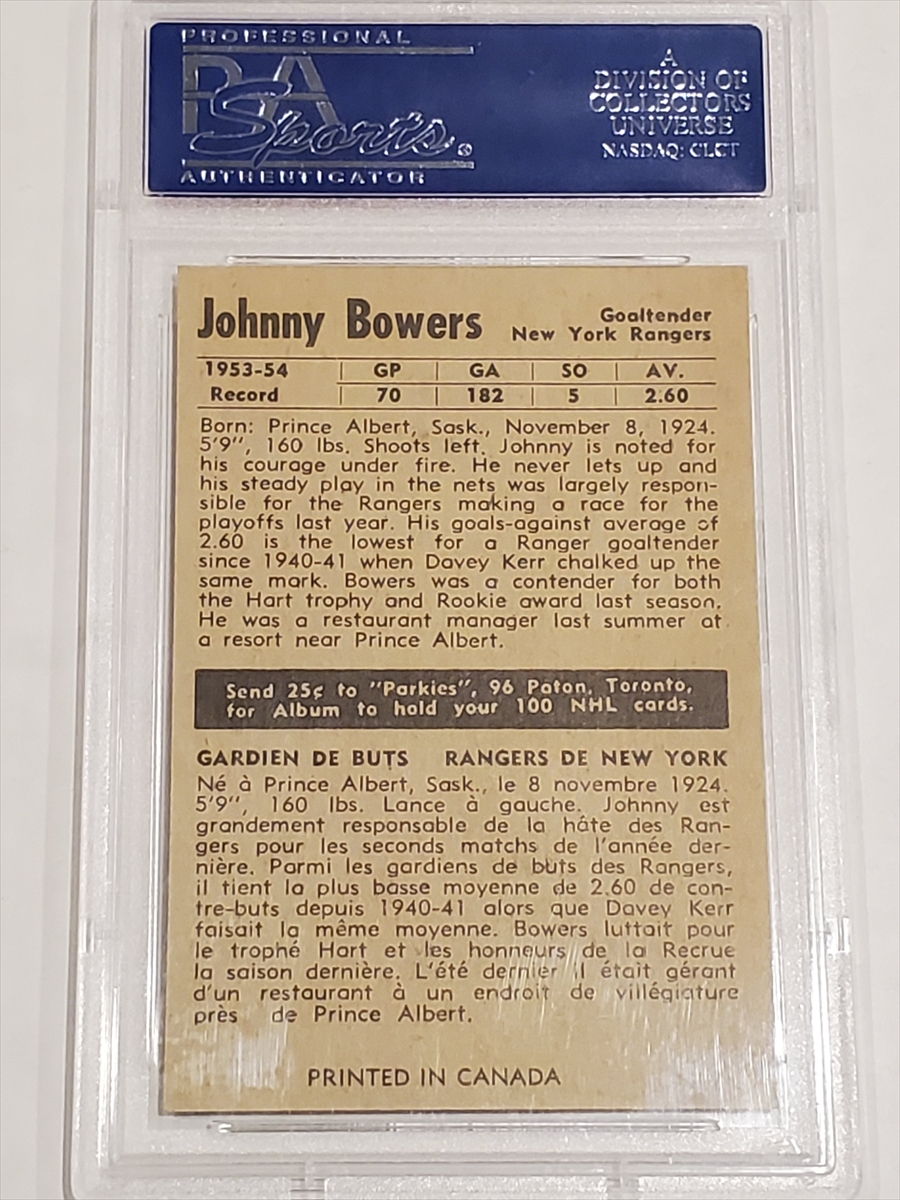 PROFESSIONAL
PSA
Sports®
AUTHENTICATOR
A
DIVISION OF
COLLECTORS
UNIVERSE
NASDAQ: CLCT
Johnny Bowers
Goaltender
New York Rangers
1953-54 | GP | GA | SO | AV.
Record | 70 | 182 | 5 | 2.60
Born: Prince Albert, Sask., November 8, 1924.
5'9", 160 lbs. Shoots left. Johnny is noted for
his courage under fire. He never lets up and
his steady play in the nets was largely respon-
sible for the Rangers making a race for the
playoffs last year. His goals-against average of
2.60 is the lowest for a Ranger goaltender
since 1940-41 when Davey Kerr chalked up the
same mark. Bowers was a contender for both
the Hart trophy and Rookie award last season.
He was a restaurant manager last summer at
a resort near Prince Albert.
Send 25¢ to "Parkies", 96 Paton, Toronto,
for Album to hold your 100 NHL cards.
GARDIEN DE BUTS RANGERS DE NEW YORK
Né à Prince Albert, Sask., le 8 novembre 1924.
5'9", 160 lbs. Lance à gauche. Johnny est
grandement responsable de la hâte des Ran-
gers pour les seconds matchs de l'année der-
nière. Parmi les gardiens de buts des Rangers,
il tient la plus basse moyenne de 2.60 de con-
tre-buts depuis 1940-41 alors que Davey Kerr
faisait la même moyenne. Bowers luttait pour
le trophé Hart et les honneurs de la Recrue
la saison dernière. L'été dernier il était gérant
d'un restaurant à un endroit de villégiature
près de Prince Albert.
PRINTED IN CANADA